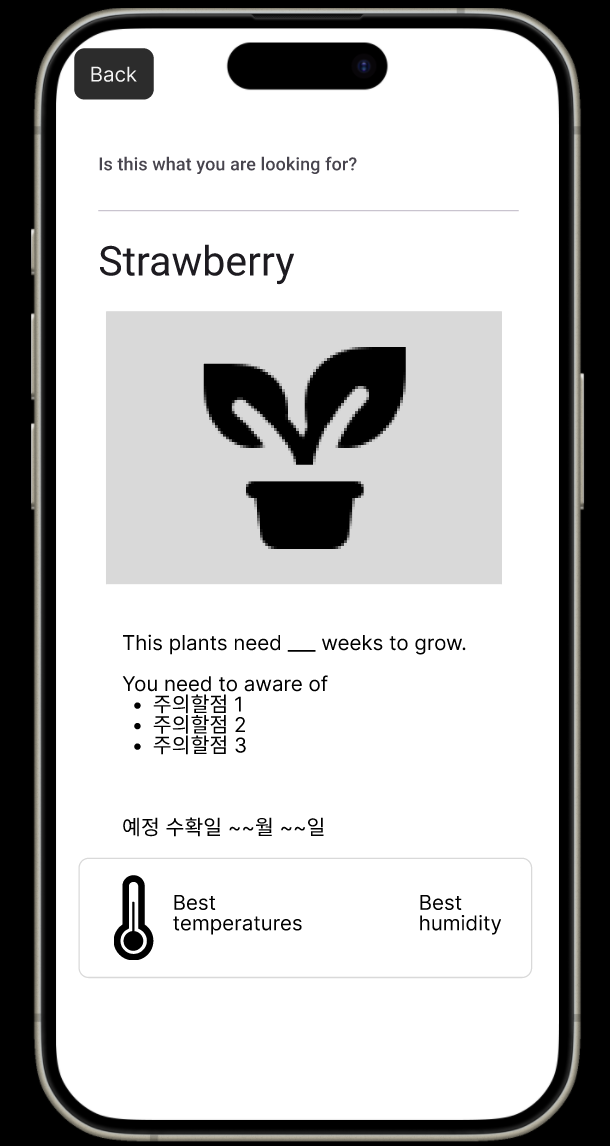 Back
Is this what you are looking for?
Strawberry
This plants need ___ weeks to grow.
You need to aware of
• 주의할점 1
• 주의할점 2
• 주의할점 3
예정 수확일 ~~월 ~~일
Best
temperatures
Best
humidity